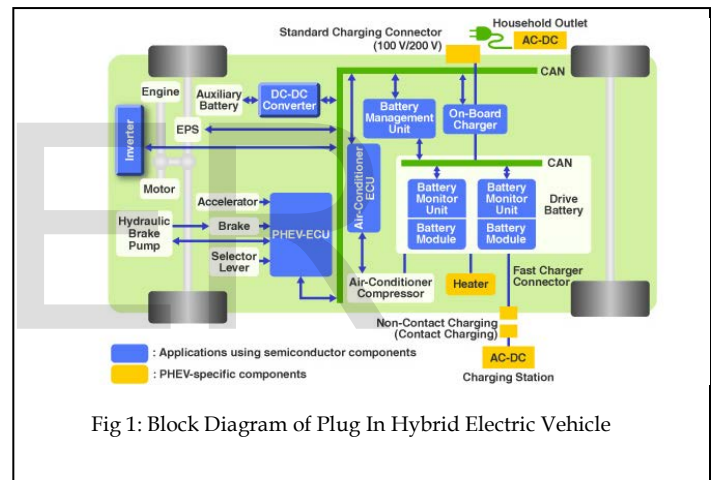 Household Outlet
Standard Charging Connector
(100 V/200 V)
AC-DC
CAN
Engine
Auxiliary
Battery
DC-DC
Converter
Battery
Management
Unit
On-Board
Charger
EPS
Inverter
Air-Conditioner
ECU
CAN
Motor
Accelerator
Battery
Monitor
Unit
Battery
Module
Battery
Monitor
Unit
Battery
Module
Drive
Battery
Hydraulic
Brake
Pump
Brake
PHEV-ECU
Selector
Lever
Air-Conditioner
Compressor
Heater
Fast Charger
Connector
Non-Contact Charging
(Contact Charging)
AC-DC
Charging Station
: Applications using semiconductor components
: PHEV-specific components
ER
Fig 1: Block Diagram of Plug In Hybrid Electric Vehicle